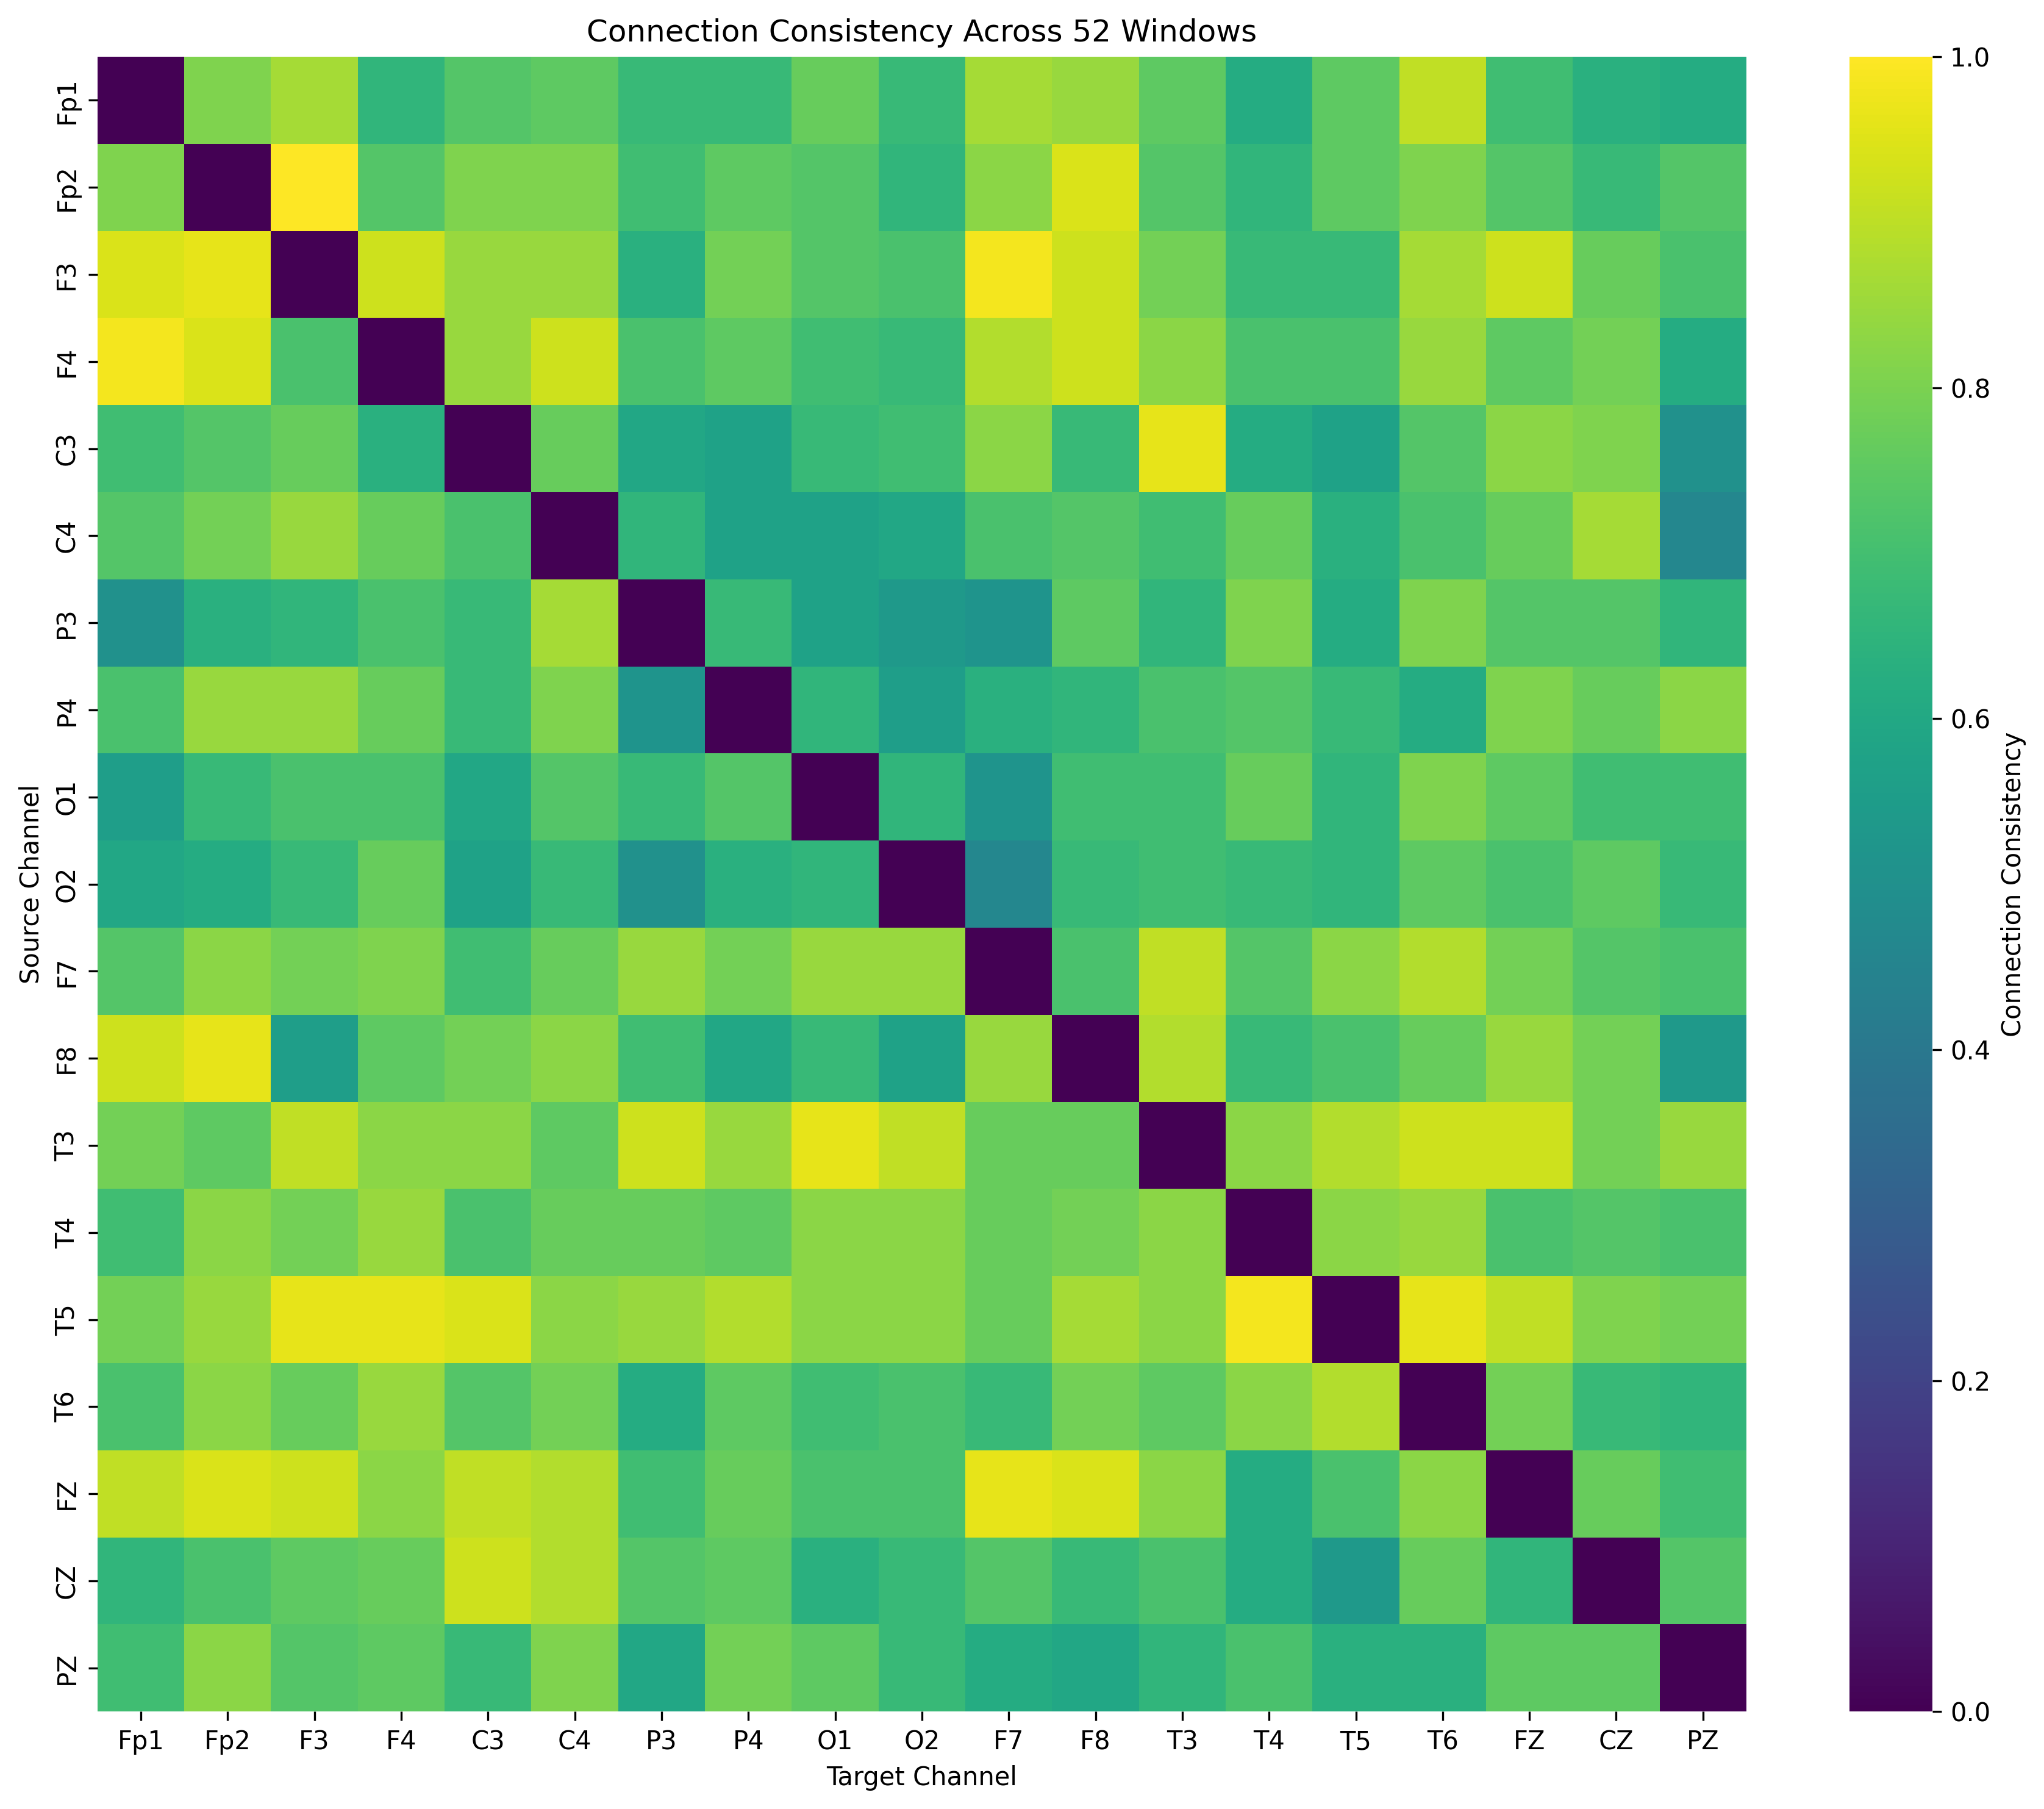 Connection Consistency Across 52 Windows
Source Channel
Fp1
Fp2
F3
F4
C3
C4
P3
P4
O1
O2
F7
F8
T3
T4
T5
T6
FZ
CZ
PZ
Fp1 Fp2 F3 F4 C3 C4 P3 P4 O1 O2 F7 F8 T3 T4 T5 T6 FZ CZ PZ
Target Channel
1.0
0.8
0.6
0.4
0.2
0.0
Connection Consistency